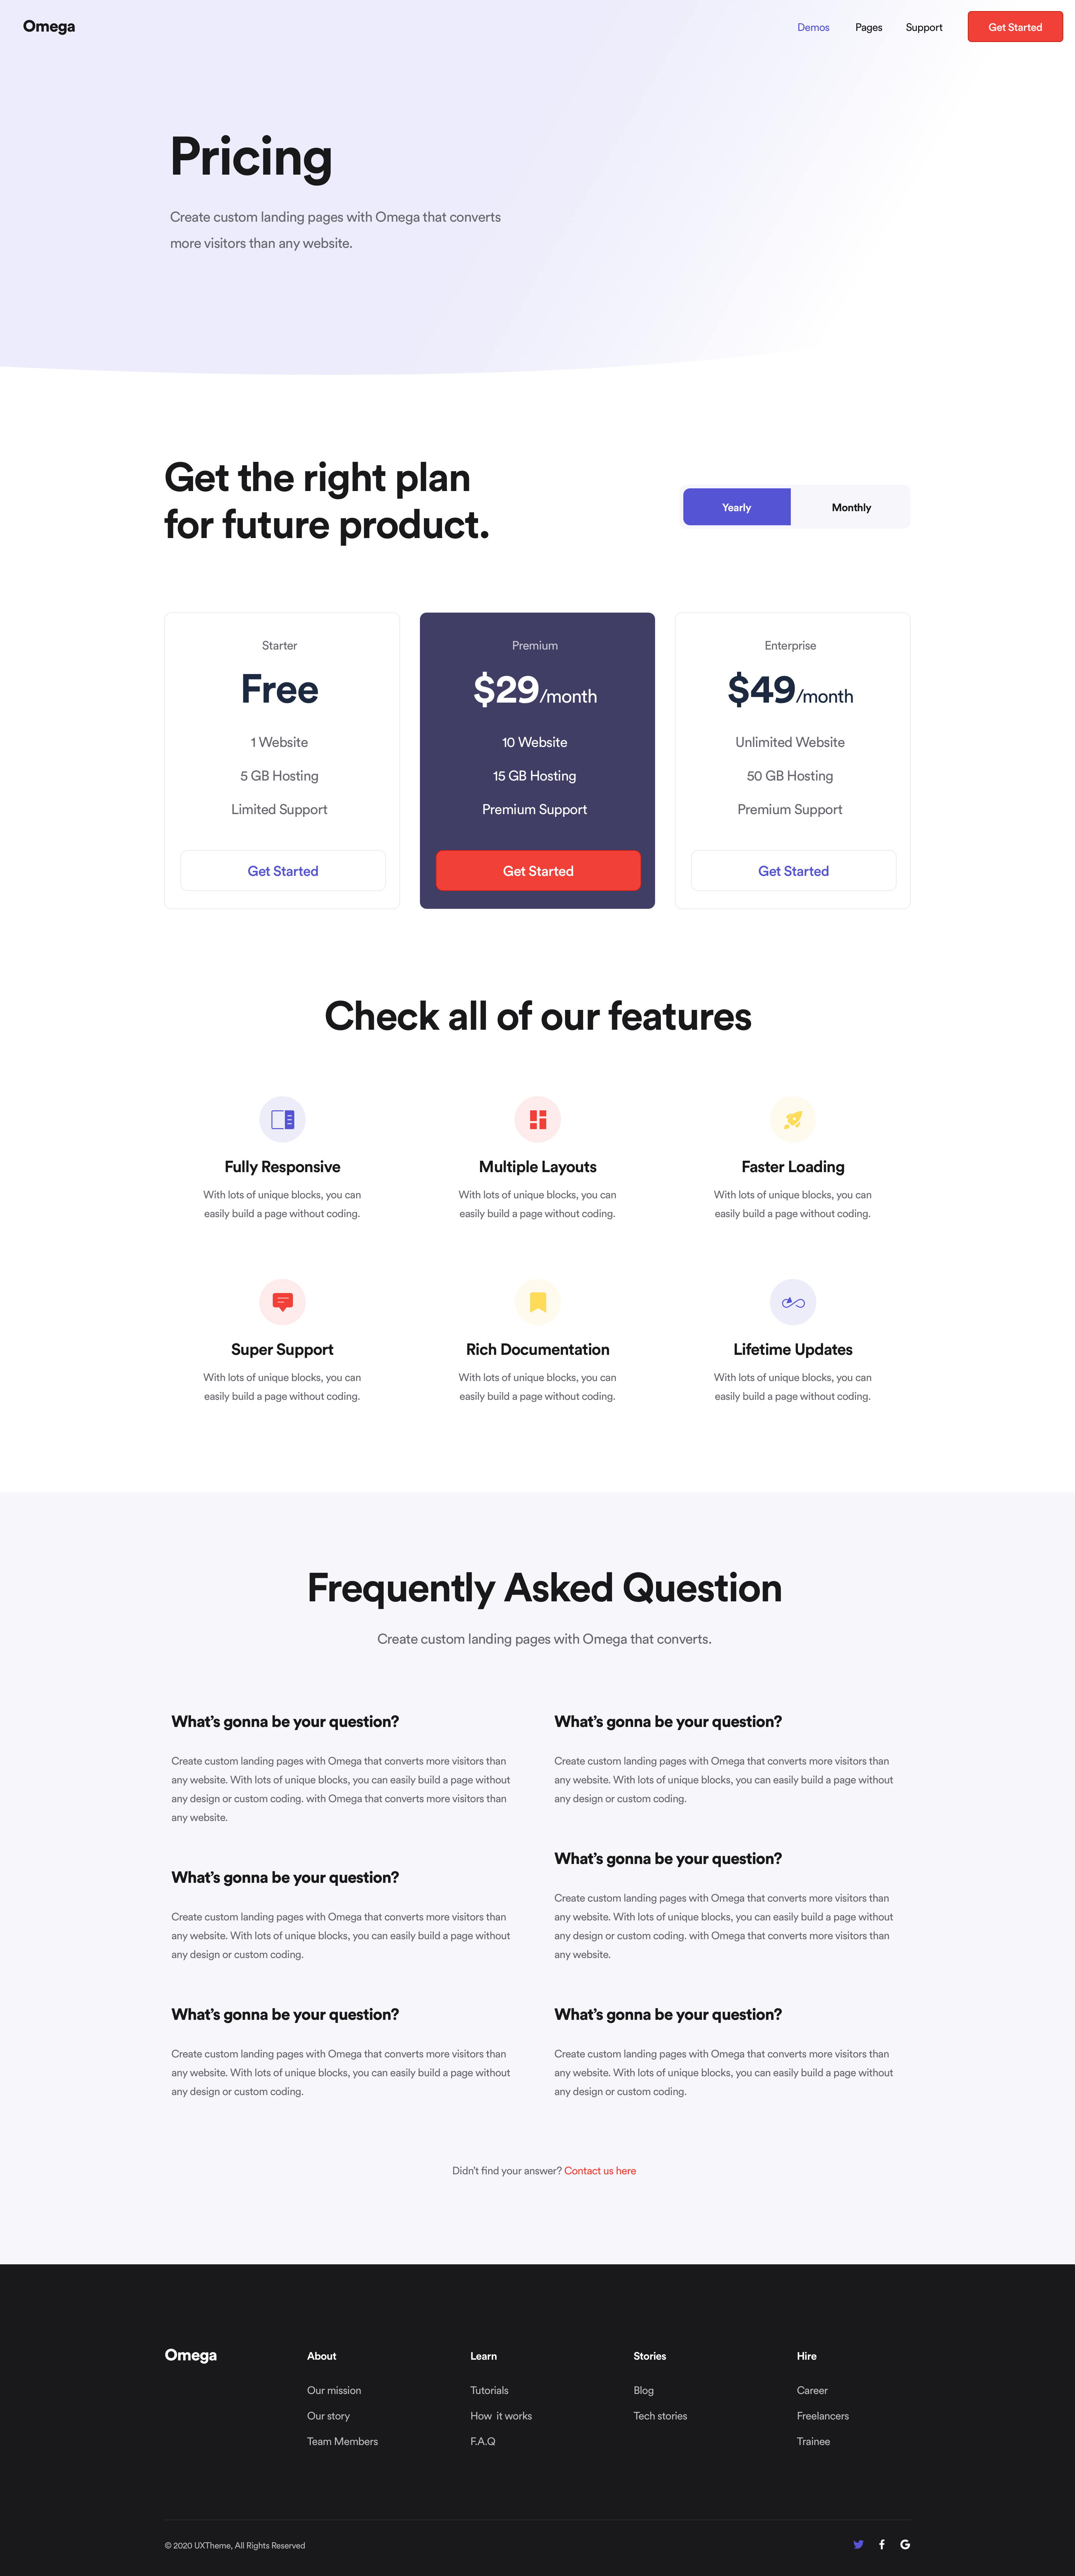 Omega
Demos Pages Support Get Started
Pricing
Create custom landing pages with Omega that converts
more visitors than any website.
Get the right plan
for future product.
Yearly Monthly
Starter
Free
1 Website
5 GB Hosting
Limited Support
Get Started
Premium
$29/month
10 Website
15 GB Hosting
Premium Support
Get Started
Enterprise
$49/month
Unlimited Website
50 GB Hosting
Premium Support
Get Started
Check all of our features
Fully Responsive
With lots of unique blocks, you can
easily build a page without coding.
Multiple Layouts
With lots of unique blocks, you can
easily build a page without coding.
Faster Loading
With lots of unique blocks, you can
easily build a page without coding.
Super Support
With lots of unique blocks, you can
easily build a page without coding.
Rich Documentation
With lots of unique blocks, you can
easily build a page without coding.
Lifetime Updates
With lots of unique blocks, you can
easily build a page without coding.
Frequently Asked Question
Create custom landing pages with Omega that converts.
What’s gonna be your question?
Create custom landing pages with Omega that converts more visitors than
any website. With lots of unique blocks, you can easily build a page without
any design or custom coding. with Omega that converts more visitors than
any website.
What’s gonna be your question?
Create custom landing pages with Omega that converts more visitors than
any website. With lots of unique blocks, you can easily build a page without
any design or custom coding.
What’s gonna be your question?
Create custom landing pages with Omega that converts more visitors than
any website. With lots of unique blocks, you can easily build a page without
any design or custom coding.
What’s gonna be your question?
Create custom landing pages with Omega that converts more visitors than
any website. With lots of unique blocks, you can easily build a page without
any design or custom coding.
What’s gonna be your question?
Create custom landing pages with Omega that converts more visitors than
any website. With lots of unique blocks, you can easily build a page without
any design or custom coding. with Omega that converts more visitors than
any website.
What’s gonna be your question?
Create custom landing pages with Omega that converts more visitors than
any website. With lots of unique blocks, you can easily build a page without
any design or custom coding.
Didn’t find your answer? Contact us here
Omega
About
Our mission
Our story
Team Members
Learn
Tutorials
How it works
F.A.Q
Stories
Blog
Tech stories
Hire
Career
Freelancers
Trainee
© 2020 UXTheme, All Rights Reserved